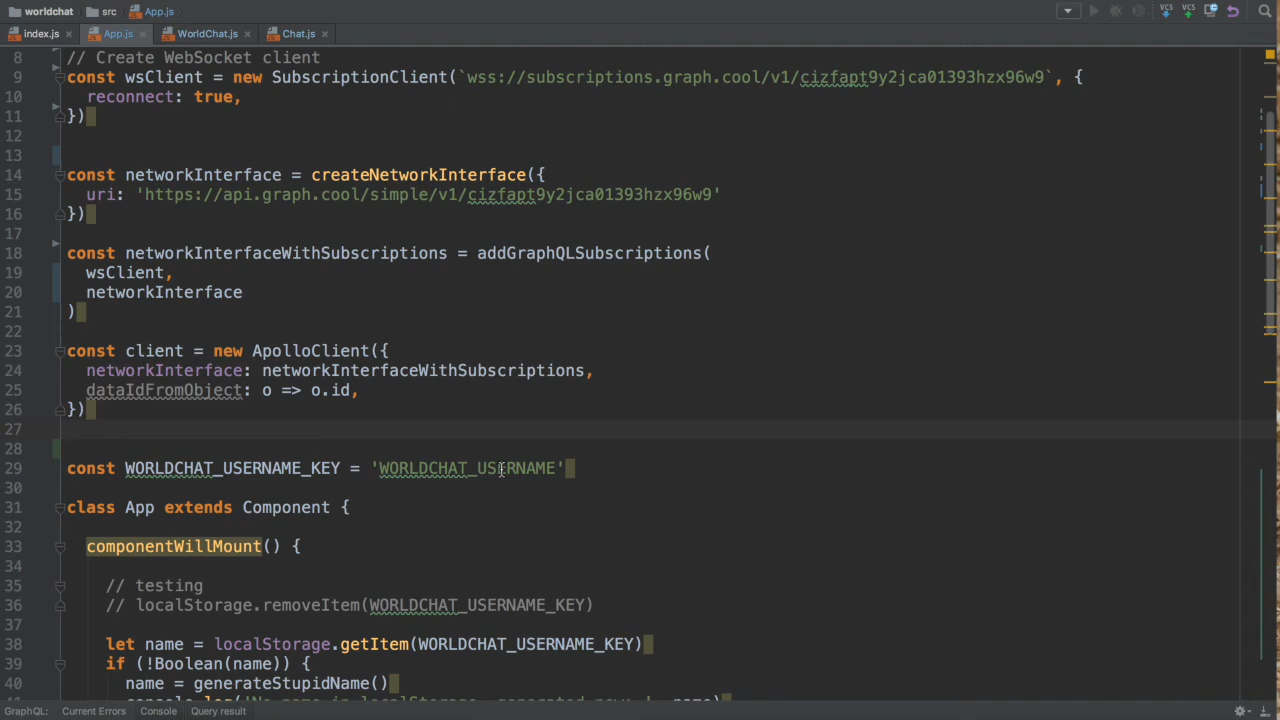 worldchat src App.js
index.js App.js WorldChat.js Chat.js
8 // Create WebSocket client
9 const wsClient = new SubscriptionClient(`wss://subscriptions.graph.cool/v1/cizfapt9y2jca01393hzx96w9`, {
10 reconnect: true,
11 })
12
13
14 const networkInterface = createNetworkInterface({
15 uri: 'https://api.graph.cool/simple/v1/cizfapt9y2jca01393hzx96w9'
16 })
17
18 const networkInterfaceWithSubscriptions = addGraphQLSubscriptions(
19 wsClient,
20 networkInterface
21 )
22
23 const client = new ApolloClient({
24 networkInterface: networkInterfaceWithSubscriptions,
25 dataIdFromObject: o => o.id,
26 })
27
28
29 const WORLDCHAT_USERNAME_KEY = 'WORLDCHAT_USERNAME'
30
31 class App extends Component {
32
33 componentWillMount() {
34
35 // testing
36 // localStorage.removeItem(WORLDCHAT_USERNAME_KEY)
37
38 let name = localStorage.getItem(WORLDCHAT_USERNAME_KEY)
39 if (!Boolean(name)) {
40 name = generateStupidName()
GraphQL: Current Errors Console Query result